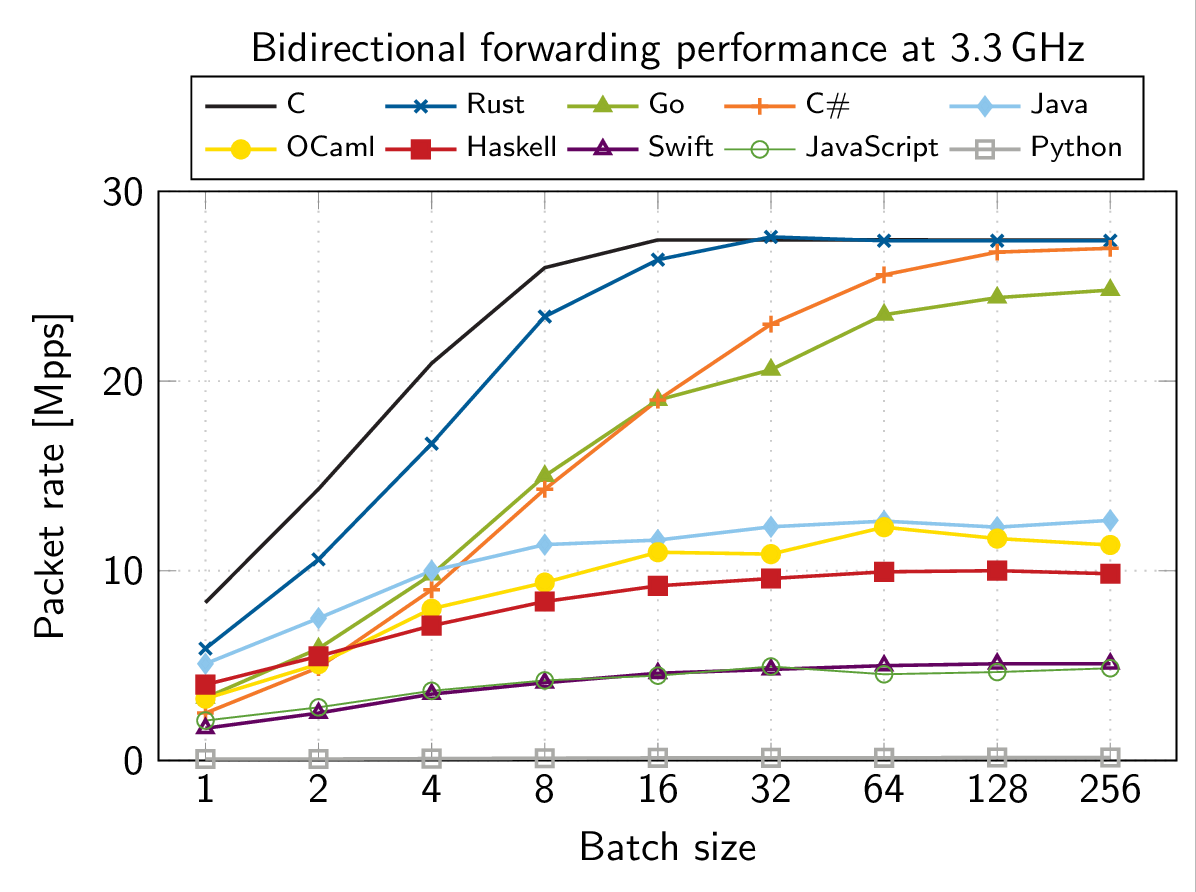 Bidirectional forwarding performance at 3.3 GHz
C Rust Go C# Java
OCaml Haskell Swift JavaScript Python
30
20
10
0
Packet rate [Mpps]
1 2 4 8 16 32 64 128 256
Batch size